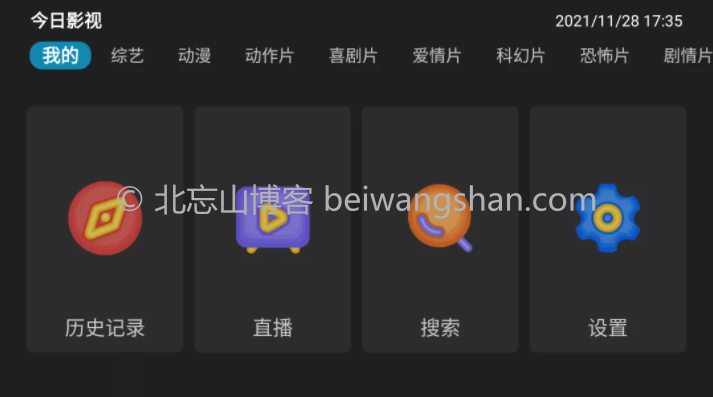 今日影视 2021/11/28 17:35
我的 综艺 动漫 动作片 喜剧片 爱情片 科幻片 恐怖片 剧情片
© 北忘山博客 beiwangshan.com
历史记录 直播 搜索 设置